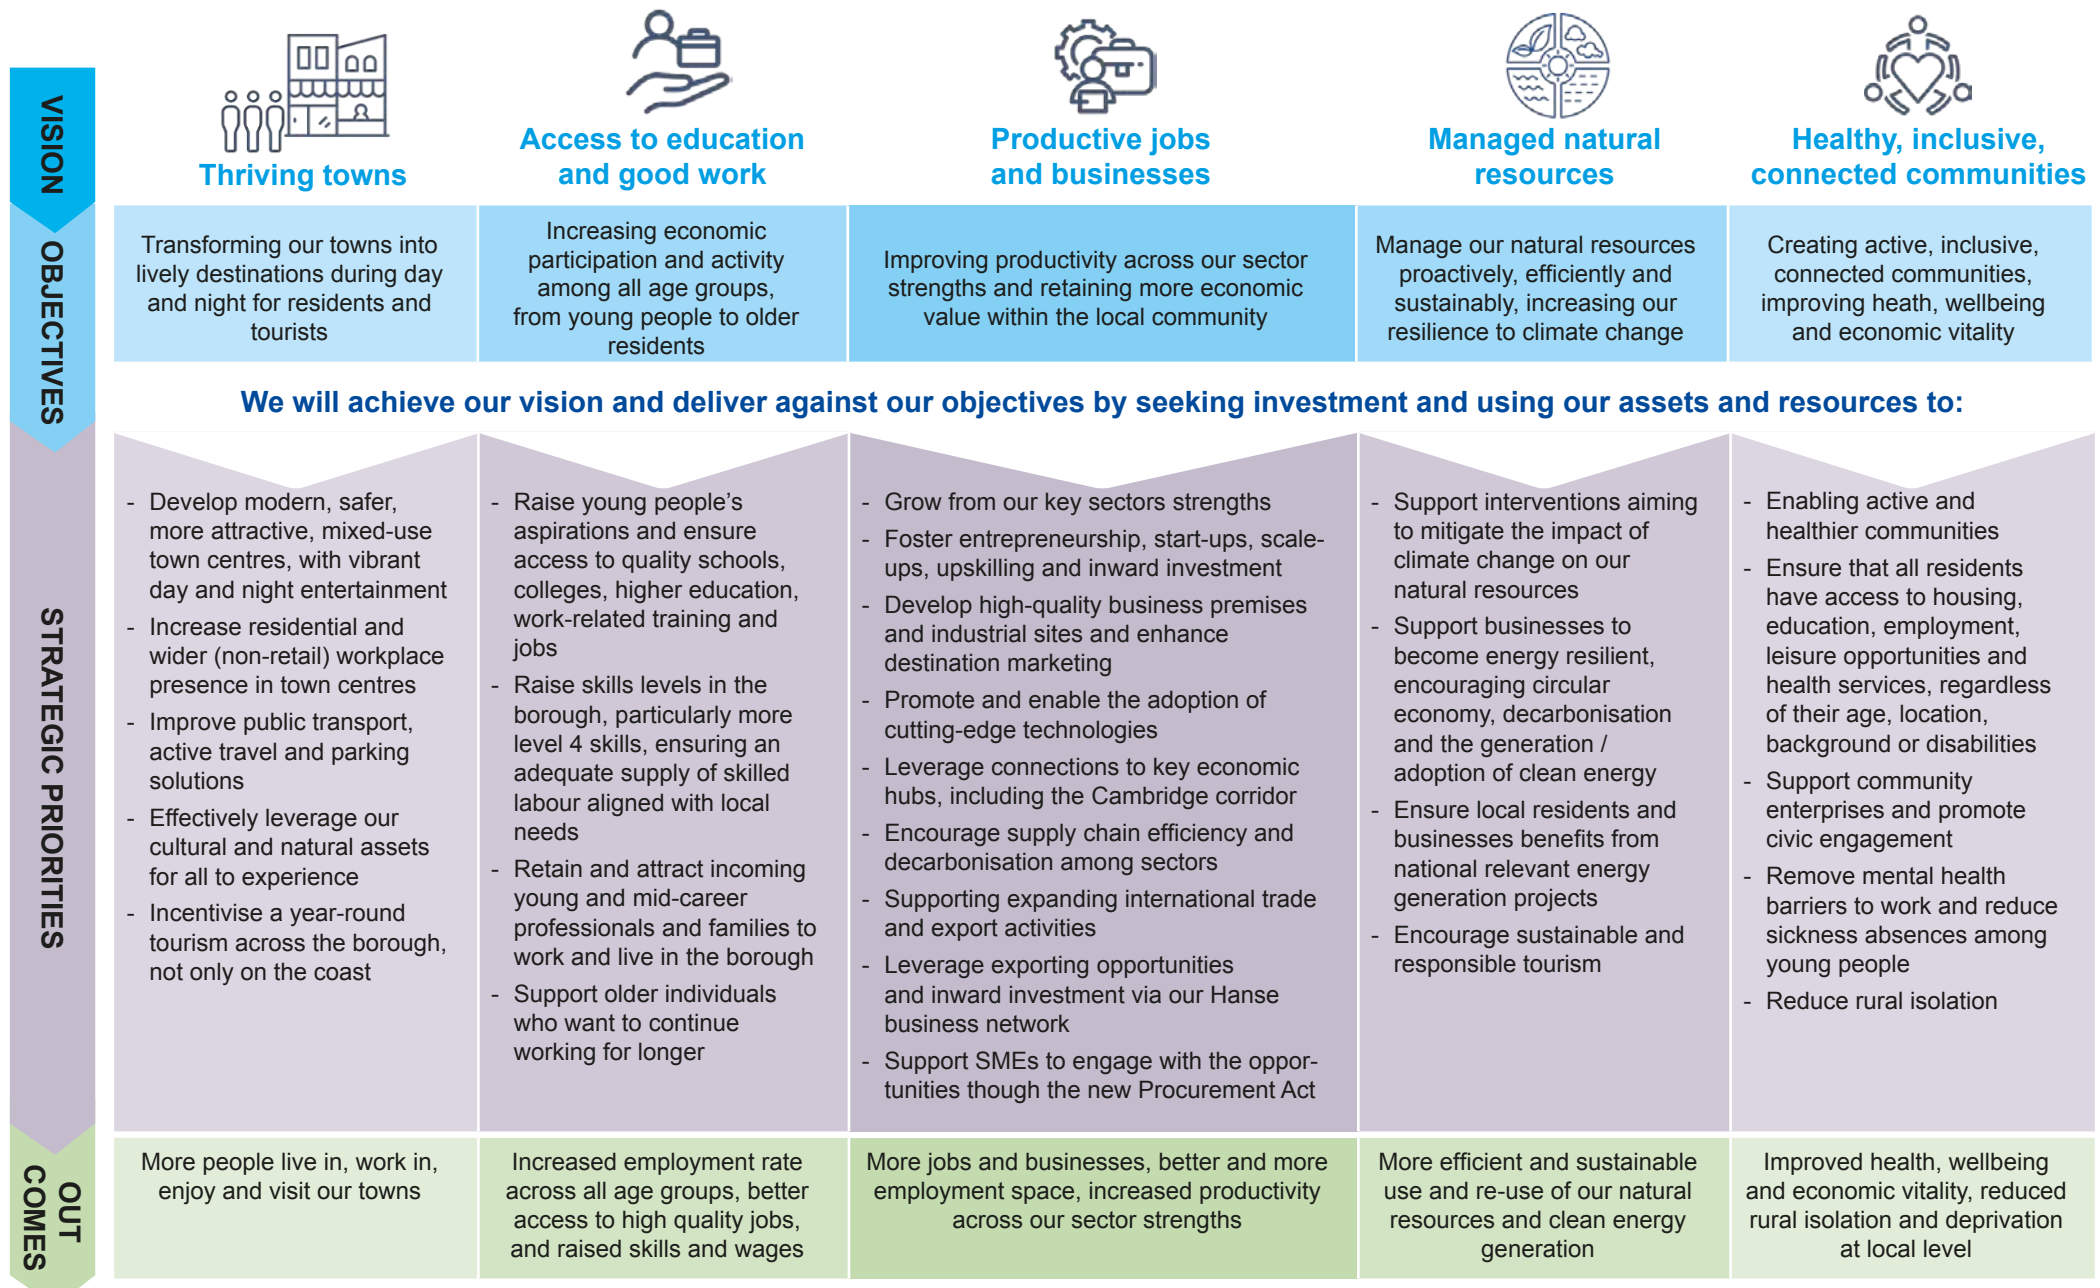 VISION
Thriving towns
Access to education
and good work
Productive jobs
and businesses
Managed natural
resources
Healthy, inclusive,
connected communities
OBJECTIVES
Transforming our towns into
lively destinations during day
and night for residents and
tourists
Increasing economic
participation and activity
among all age groups,
from young people to older
residents
Improving productivity across our sector
strengths and retaining more economic
value within the local community
Manage our natural resources
proactively, efficiently and
sustainably, increasing our
resilience to climate change
Creating active, inclusive,
connected communities,
improving heath, wellbeing
and economic vitality
We will achieve our vision and deliver against our objectives by seeking investment and using our assets and resources to:
STRATEGIC PRIORITIES
- Develop modern, safer,
more attractive, mixed-use
town centres, with vibrant
day and night entertainment
- Increase residential and
wider (non-retail) workplace
presence in town centres
- Improve public transport,
active travel and parking
solutions
- Effectively leverage our
cultural and natural assets
for all to experience
- Incentivise a year-round
tourism across the borough,
not only on the coast
- Raise young people's
aspirations and ensure
access to quality schools,
colleges, higher education,
work-related training and
jobs
- Raise skills levels in the
borough, particularly more
level 4 skills, ensuring an
adequate supply of skilled
labour aligned with local
needs
- Retain and attract incoming
young and mid-career
professionals and families to
work and live in the borough
- Support older individuals
who want to continue
working for longer
- Grow from our key sectors strengths
- Foster entrepreneurship, start-ups, scale-
ups, upskilling and inward investment
- Develop high-quality business premises
and industrial sites and enhance
destination marketing
- Promote and enable the adoption of
cutting-edge technologies
- Leverage connections to key economic
hubs, including the Cambridge corridor
- Encourage supply chain efficiency and
decarbonisation among sectors
- Supporting expanding international trade
and export activities
- Leverage exporting opportunities
and inward investment via our Hanse
business network
- Support SMEs to engage with the oppor-
tunities though the new Procurement Act
- Support interventions aiming
to mitigate the impact of
climate change on our
natural resources
- Support businesses to
become energy resilient,
encouraging circular
economy, decarbonisation
and the generation /
adoption of clean energy
- Ensure local residents and
businesses benefits from
national relevant energy
generation projects
- Encourage sustainable and
responsible tourism
- Enabling active and
healthier communities
- Ensure that all residents
have access to housing,
education, employment,
leisure opportunities and
health services, regardless
of their age, location,
background or disabilities
- Support community
enterprises and promote
civic engagement
- Remove mental health
barriers to work and reduce
sickness absences among
young people
- Reduce rural isolation
OUT
COMES
More people live in, work in,
enjoy and visit our towns
Increased employment rate
across all age groups, better
access to high quality jobs,
and raised skills and wages
More jobs and businesses, better and more
employment space, increased productivity
across our sector strengths
More efficient and sustainable
use and re-use of our natural
resources and clean energy
generation
Improved health, wellbeing
and economic vitality, reduced
rural isolation and deprivation
at local level